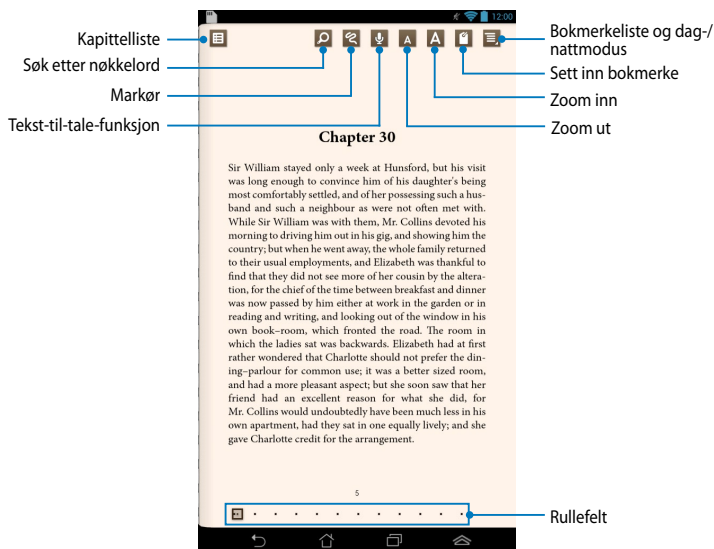 12:00
Kapittelliste
Søk etter nøkkelord
Markør
Tekst-til-tale-funksjon
Bokmerkeliste og dag-/
nattmodus
Sett inn bokmerke
Zoom inn
Zoom ut
A
A
Chapter 30
Sir William stayed only a week at Hunsford, but his visit
was long enough to convince him of his daughter's being
most comfortably settled, and of her possessing such a hus-
band and such a neighbour as were not often met with.
While Sir William was with them, Mr. Collins devoted his
morning to driving him out in his gig, and showing him the
country; but when he went away, the whole family returned
to their usual employments, and Elizabeth was thankful to
find that they did not see more of her cousin by the altera-
tion, for the chief of the time between breakfast and dinner
was now passed by him either at work in the garden or in
reading and writing, and looking out of the window in his
own book–room, which fronted the road. The room in
which the ladies sat was backwards. Elizabeth had at first
rather wondered that Charlotte should not prefer the din-
ing–parlour for common use; it was a better sized room,
and had a more pleasant aspect; but she soon saw that her
friend had an excellent reason for what she did, for
Mr. Collins would undoubtedly have been much less in his
own apartment, had they sat in one equally lively; and she
gave Charlotte credit for the arrangement.
5
Rullefelt